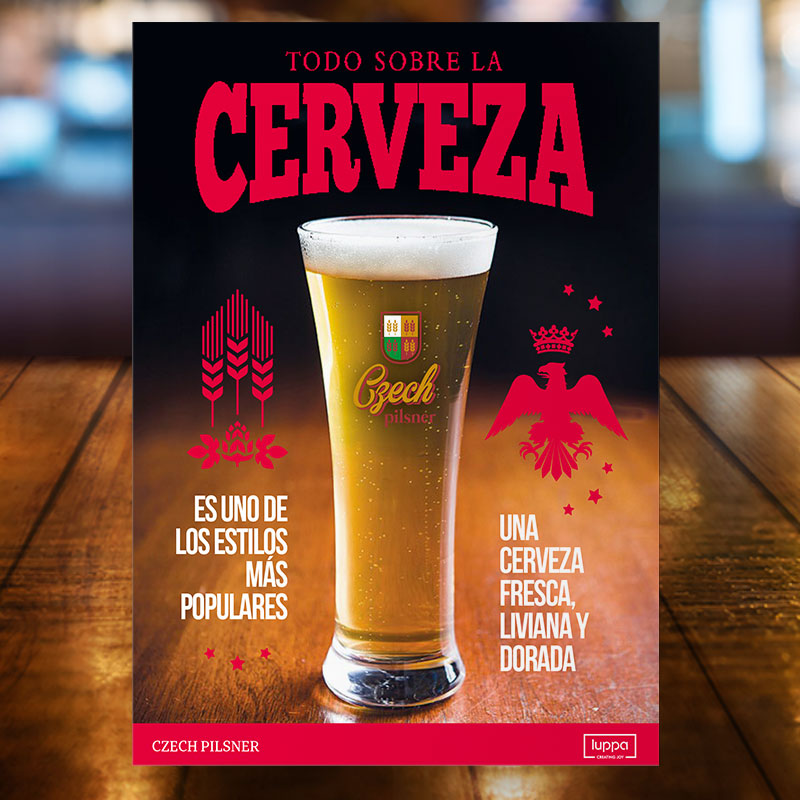 TODO SOBRE LA
CERVEZA
Czech
pilsner
ES UNO DE
LOS ESTILOS
MÁS
POPULARES
UNA
CERVEZA
FRESCA,
LIVIANA Y
DORADA
CZECH PILSNER
luppa
CREATING JOY